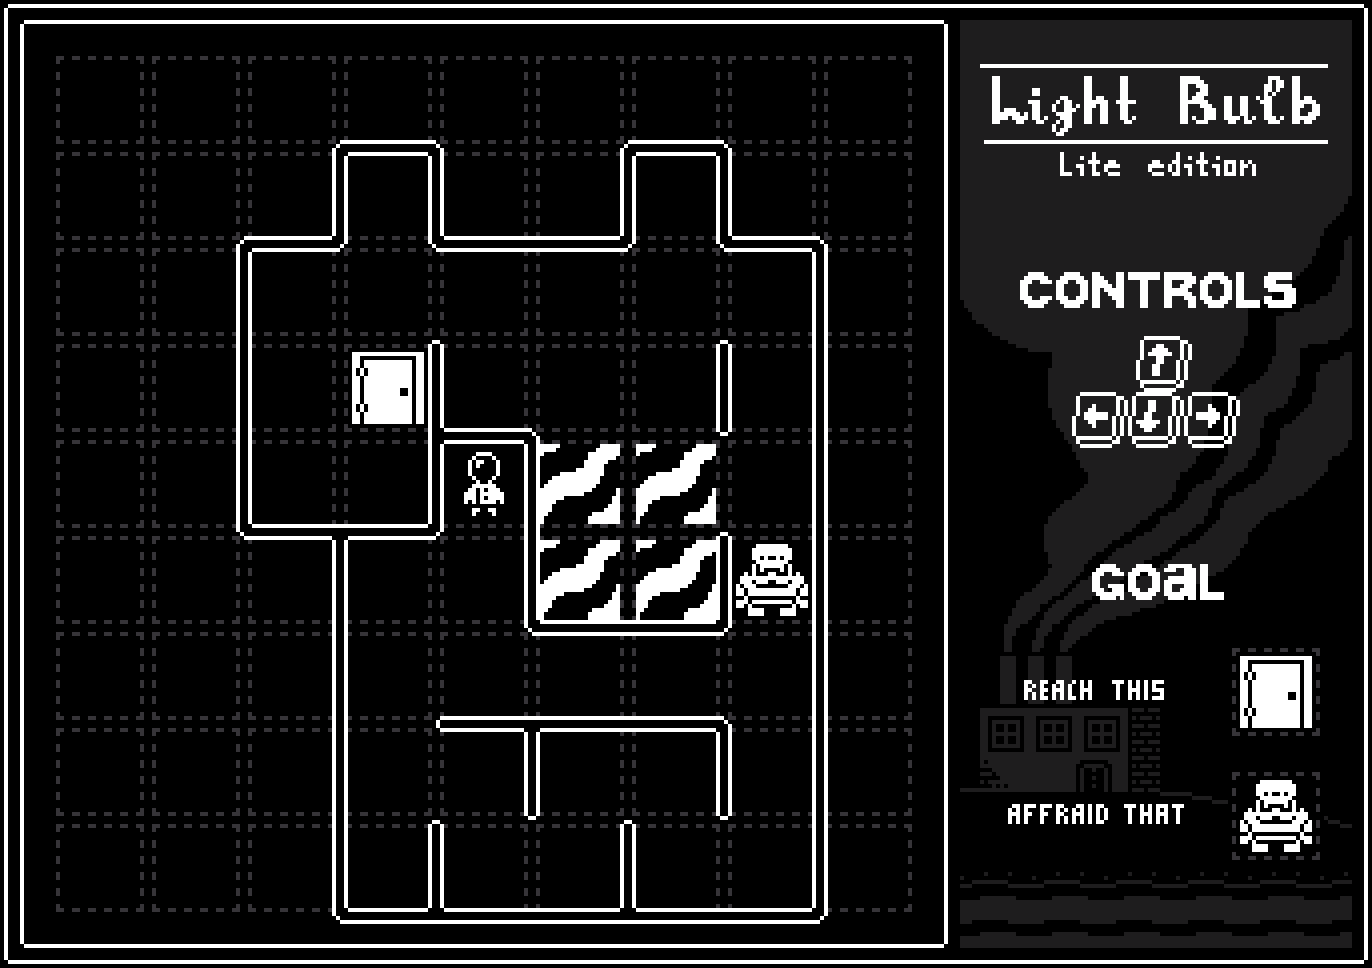 Light Bulb
Lite edition
CONTROLS
GOaL
REACH THIS
AFFRAID THAT